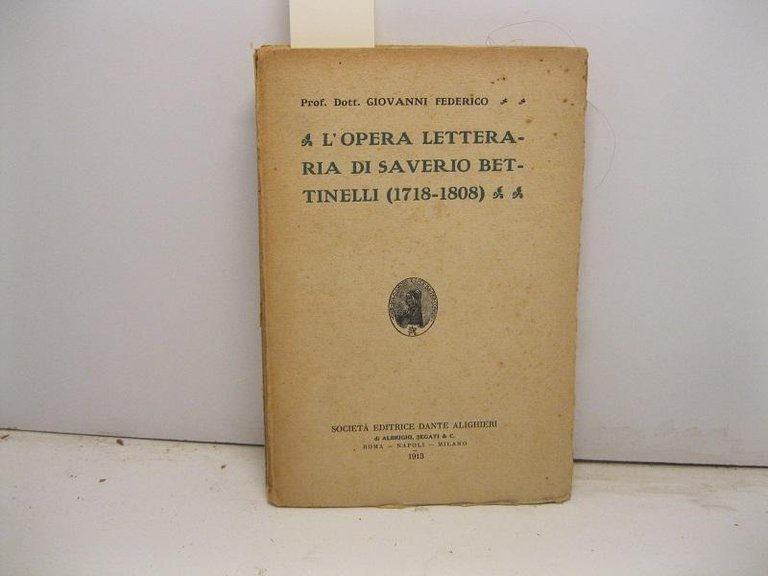 Prof. Dott. GIOVANNI FEDERICO
L'OPERA LETTERA-
RIA DI SAVERIO BET-
TINELLI (1718-1808)
SOCIETÀ EDITRICE DANTE ALIGHIERI
di ALBRIGHI, SEGATI & C.
ROMA - NAPOLI - MILANO
1913